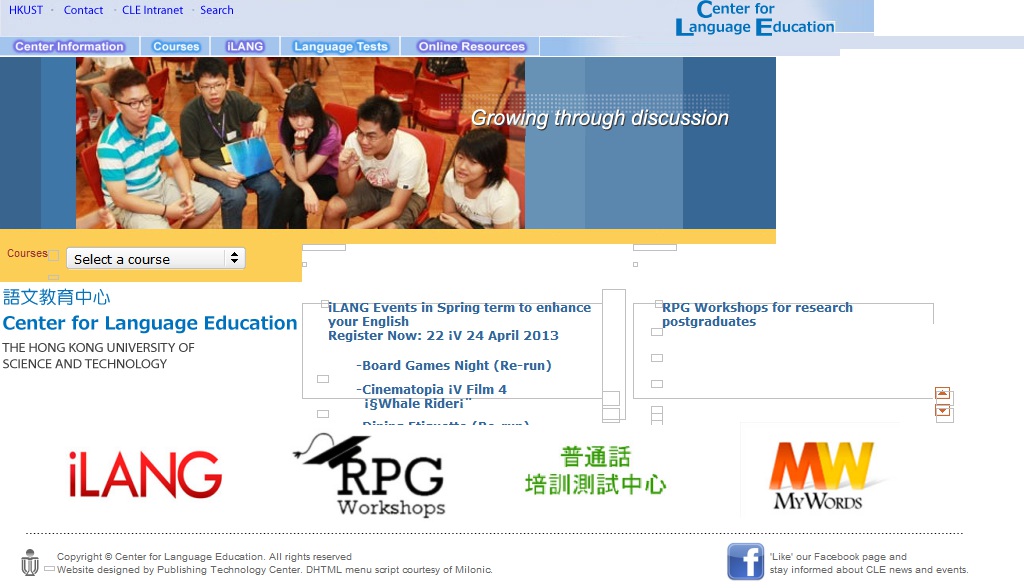 HKUST · Contact · CLE Intranet · Search
Center for
Language Education
Center Information
Courses
iLANG
Language Tests
Online Resources
Growing through discussion
Courses
Select a course
語文教育中心
Center for Language Education
THE HONG KONG UNIVERSITY OF
SCIENCE AND TECHNOLOGY
iLANG Events in Spring term to enhance
your English
Register Now: 22 ¡V 24 April 2013
-Board Games Night (Re-run)
-Cinematopia ¡V Film 4
¡§Whale Rider¡¨
-Dining Etiquette (Re-run)
RPG Workshops for research
postgraduates
iLANG
RPG
Workshops
普通話
培訓測試中心
MW
MYWORDS
Copyright © Center for Language Education. All rights reserved
Website designed by Publishing Technology Center. DHTML menu script courtesy of Milonic.
'Like' our Facebook page and
stay informed about CLE news and events.